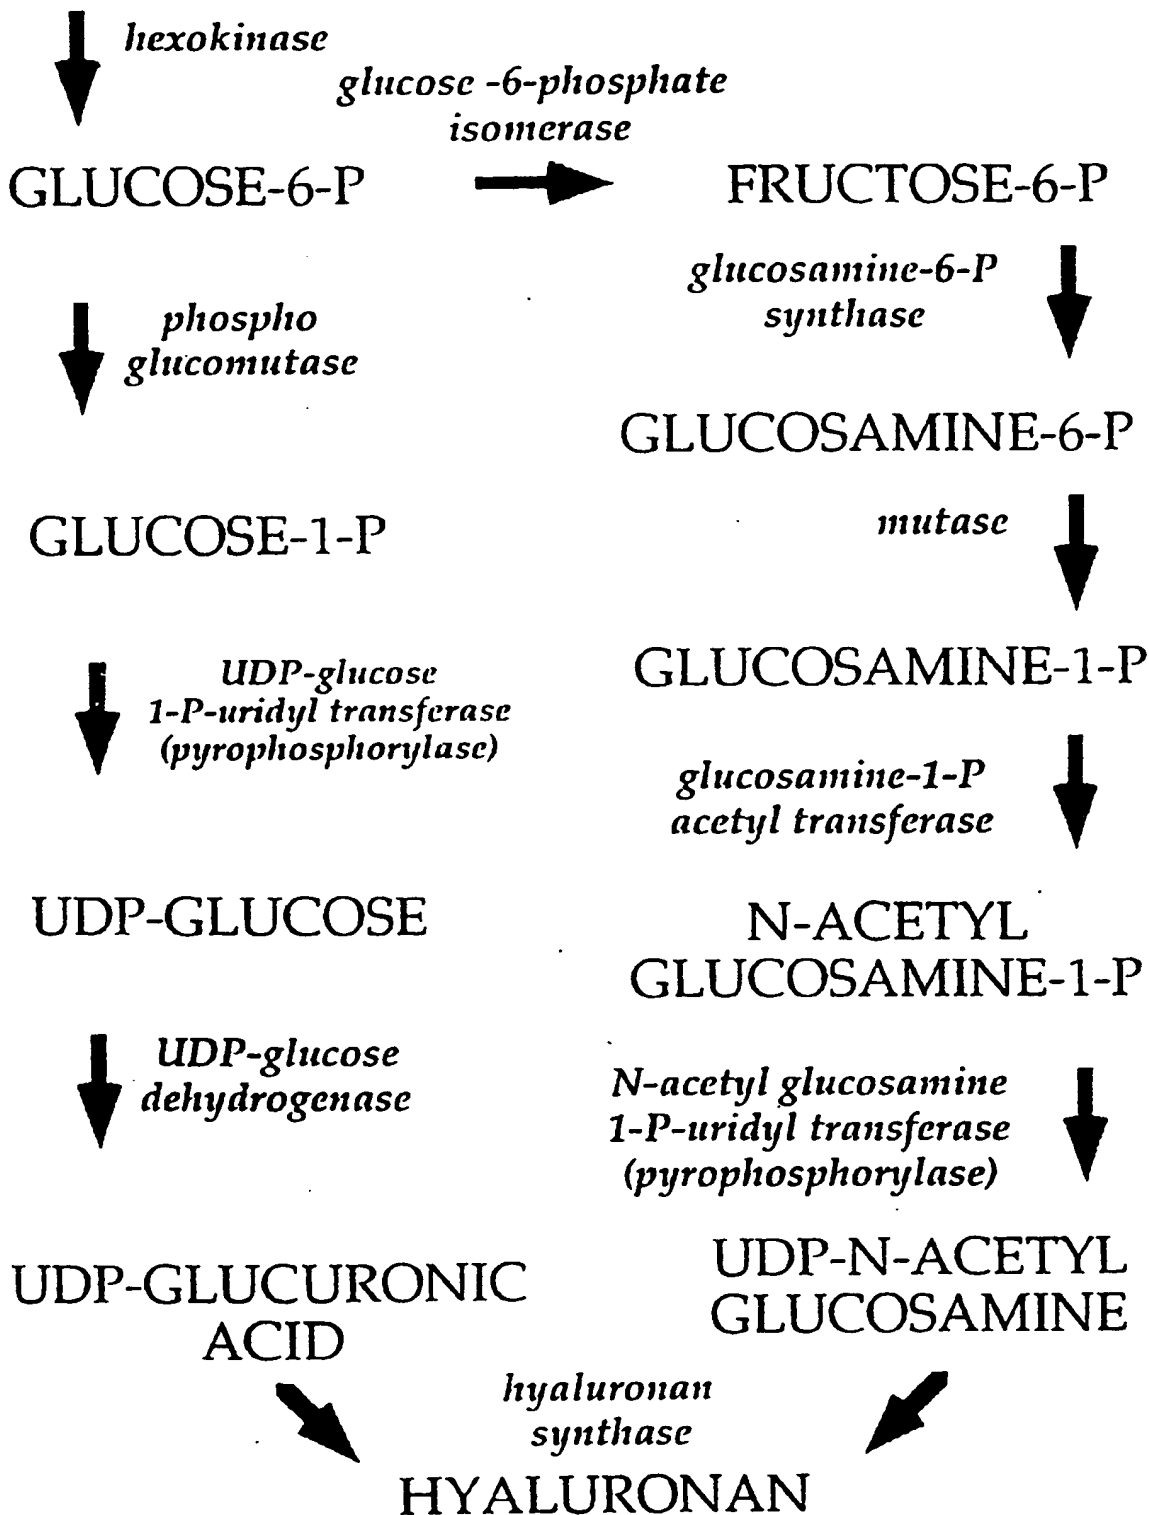 hexokinase
glucose -6-phosphate
isomerase
GLUCOSE-6-P
FRUCTOSE-6-P
glucosamine-6-P
synthase
phospho
glucomutase
GLUCOSAMINE-6-P
mutase
GLUCOSE-1-P
GLUCOSAMINE-1-P
UDP-glucose
1-P-uridyl transferase
(pyrophosphorylase)
glucosamine-1-P
acetyl transferase
UDP-GLUCOSE
N-ACETYL
GLUCOSAMINE-1-P
UDP-glucose
dehydrogenase
N-acetyl glucosamine
1-P-uridyl transferase
(pyrophosphorylase)
UDP-GLUCURONIC
ACID
UDP-N-ACETYL
GLUCOSAMINE
hyaluronan
synthase
HYALURONAN